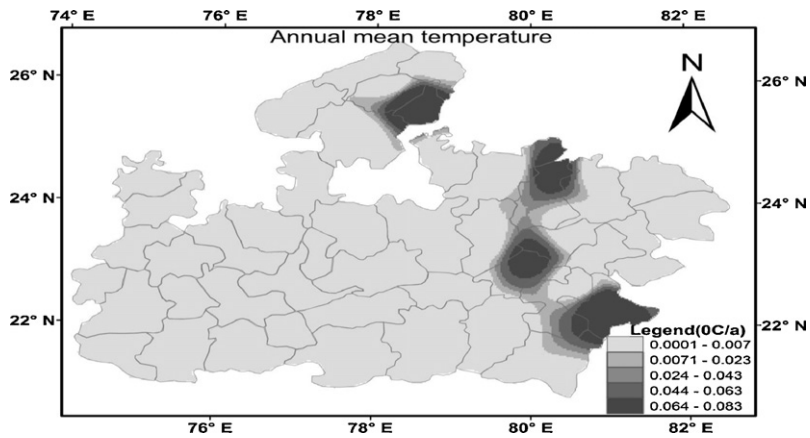 74° E 76° E 78° E 80° E 82° E
Annual mean temperature
26° N 26° N
N
24° N 24° N
22° N 22° N
Legend(0C/a)
0.0001 - 0.007
0.0071 - 0.023
0.024 - 0.043
0.044 - 0.063
0.064 - 0.083
76° E 78° E 80° E 82° E